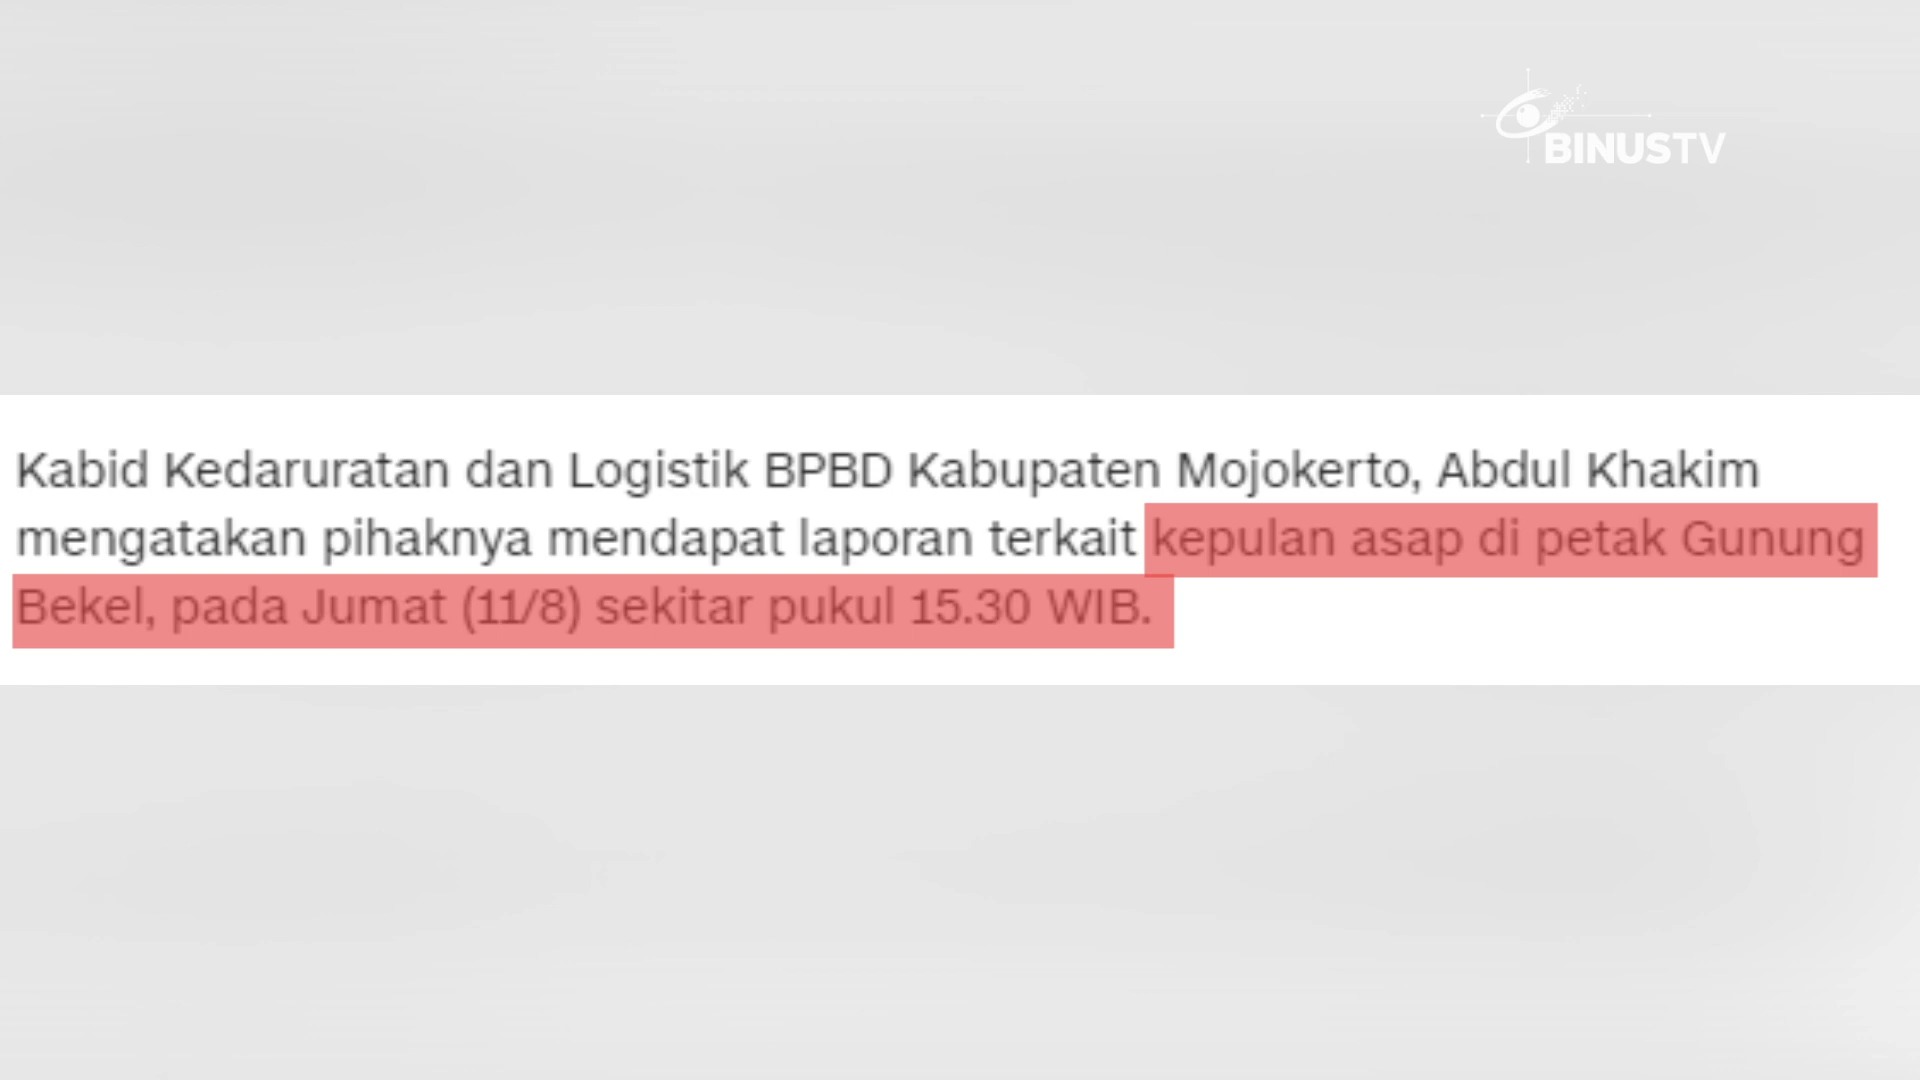 BINUSTV
Kabid Kedaruratan dan Logistik BPBD Kabupaten Mojokerto, Abdul Khakim
mengatakan pihaknya mendapat laporan terkait kepulan asap di petak Gunung
Bekel, pada Jumat (11/8) sekitar pukul 15.30 WIB.